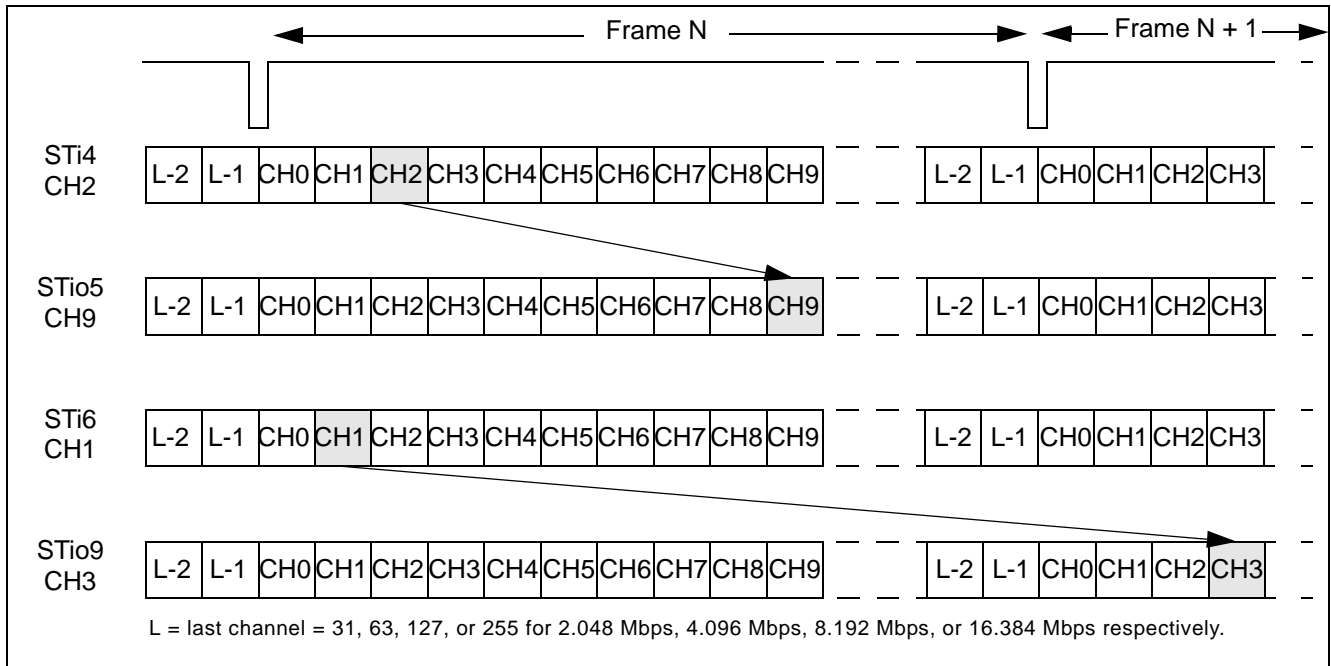 Frame N Frame N + 1
STi4
CH2
L-2 L-1 CH0 CH1 CH2 CH3 CH4 CH5 CH6 CH7 CH8 CH9 L-2 L-1 CH0 CH1 CH2 CH3
STio5
CH9
L-2 L-1 CH0 CH1 CH2 CH3 CH4 CH5 CH6 CH7 CH8 CH9 L-2 L-1 CH0 CH1 CH2 CH3
STi6
CH1
L-2 L-1 CH0 CH1 CH2 CH3 CH4 CH5 CH6 CH7 CH8 CH9 L-2 L-1 CH0 CH1 CH2 CH3
STio9
CH3
L-2 L-1 CH0 CH1 CH2 CH3 CH4 CH5 CH6 CH7 CH8 CH9 L-2 L-1 CH0 CH1 CH2 CH3
L = last channel = 31, 63, 127, or 255 for 2.048 Mbps, 4.096 Mbps, 8.192 Mbps, or 16.384 Mbps respectively.